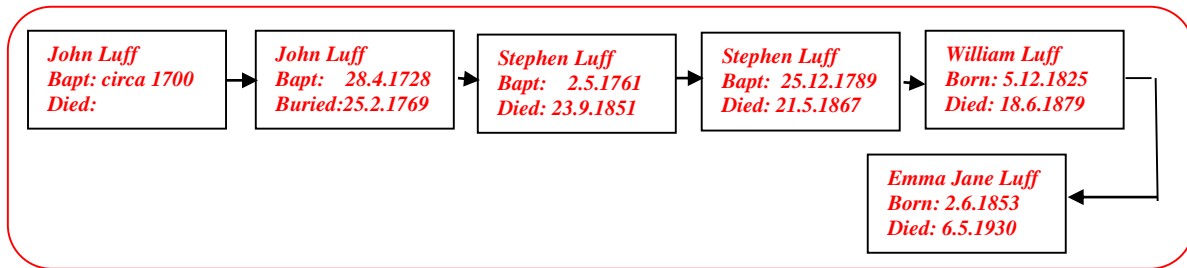 John Luff
Bapt: circa 1700
Died:
John Luff
Bapt: 28.4.1728
Buried:25.2.1769
Stephen Luff
Bapt: 2.5.1761
Died: 23.9.1851
Stephen Luff
Bapt: 25.12.1789
Died: 21.5.1867
William Luff
Born: 5.12.1825
Died: 18.6.1879
Emma Jane Luff
Born: 2.6.1853
Died: 6.5.1930